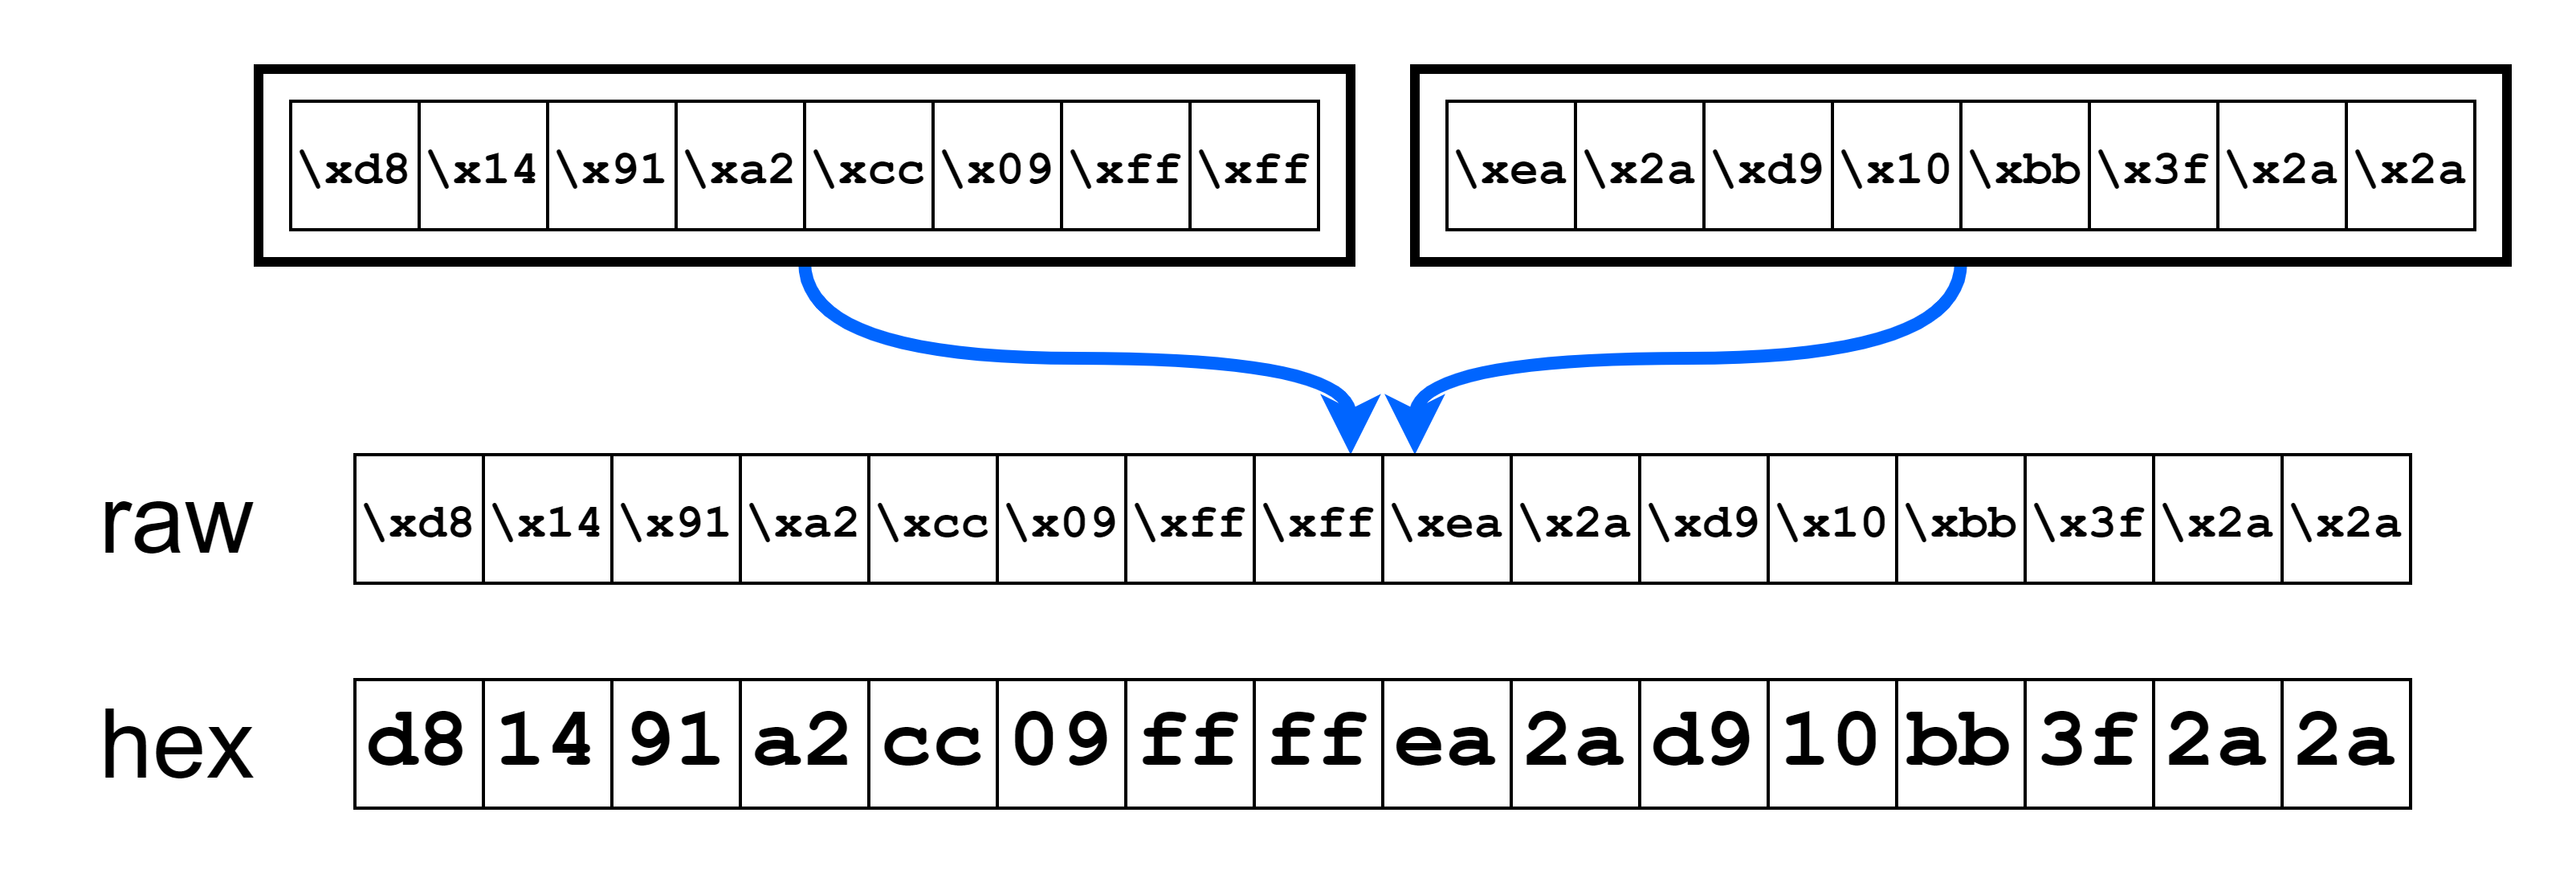 \xd8 \x14 \x91 \xa2 \xcc \x09 \xff \xff \xea \x2a \xd9 \x10 \xbb \x3f \x2a \x2a
raw \xd8 \x14 \x91 \xa2 \xcc \x09 \xff \xff \xea \x2a \xd9 \x10 \xbb \x3f \x2a \x2a
hex d8 14 91 a2 cc 09 ff ff ea 2a d9 10 bb 3f 2a 2a